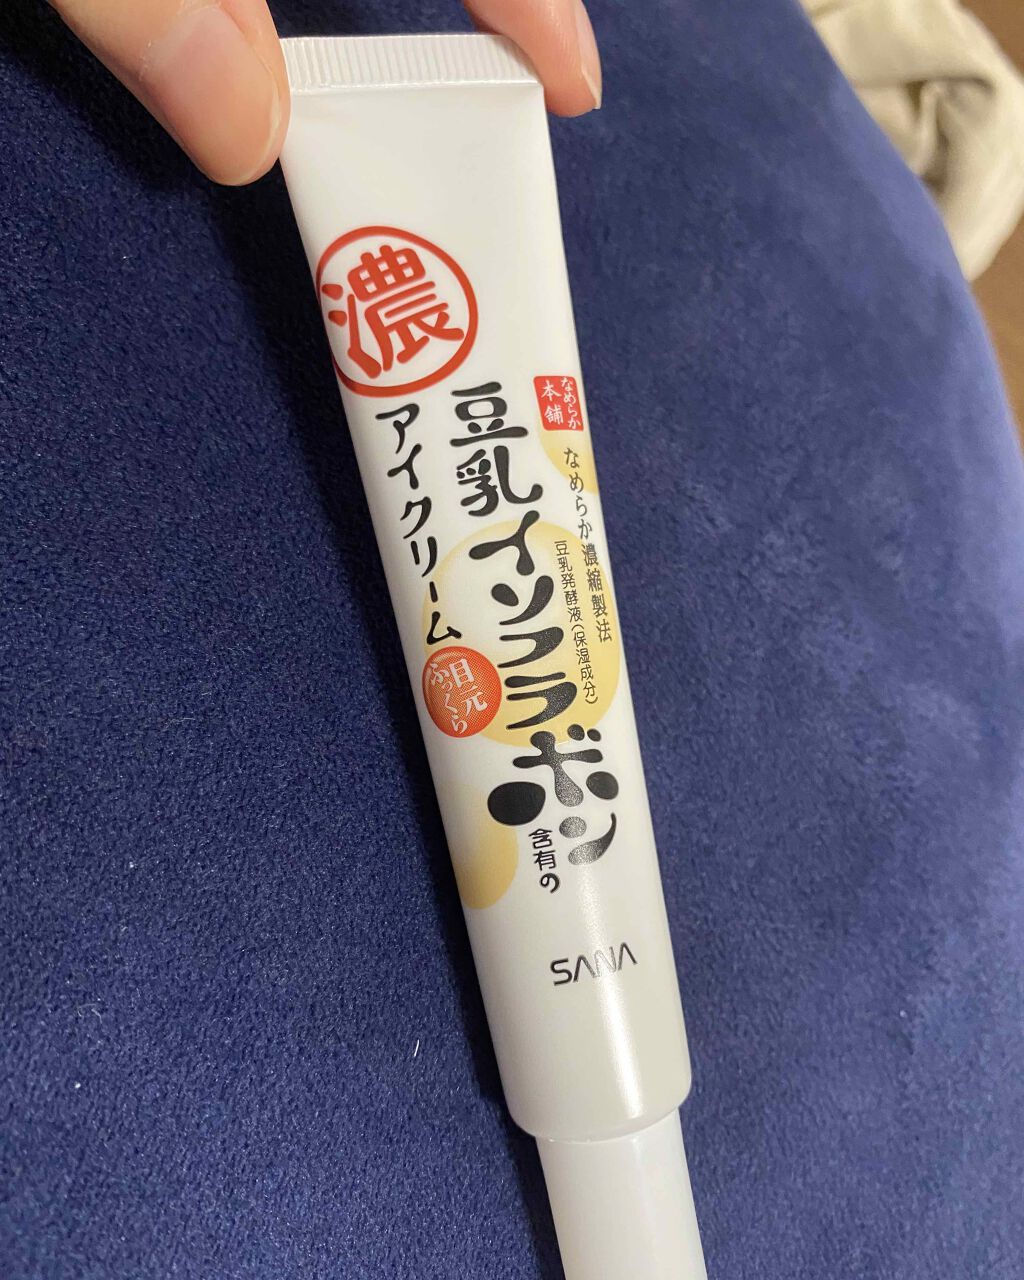 濃
なめらか
本舗
なめらか濃縮製法
豆乳発酵液(保湿成分)
豆乳イソフラボン
含有の
アイクリーム
目元
ふっくら
SANA